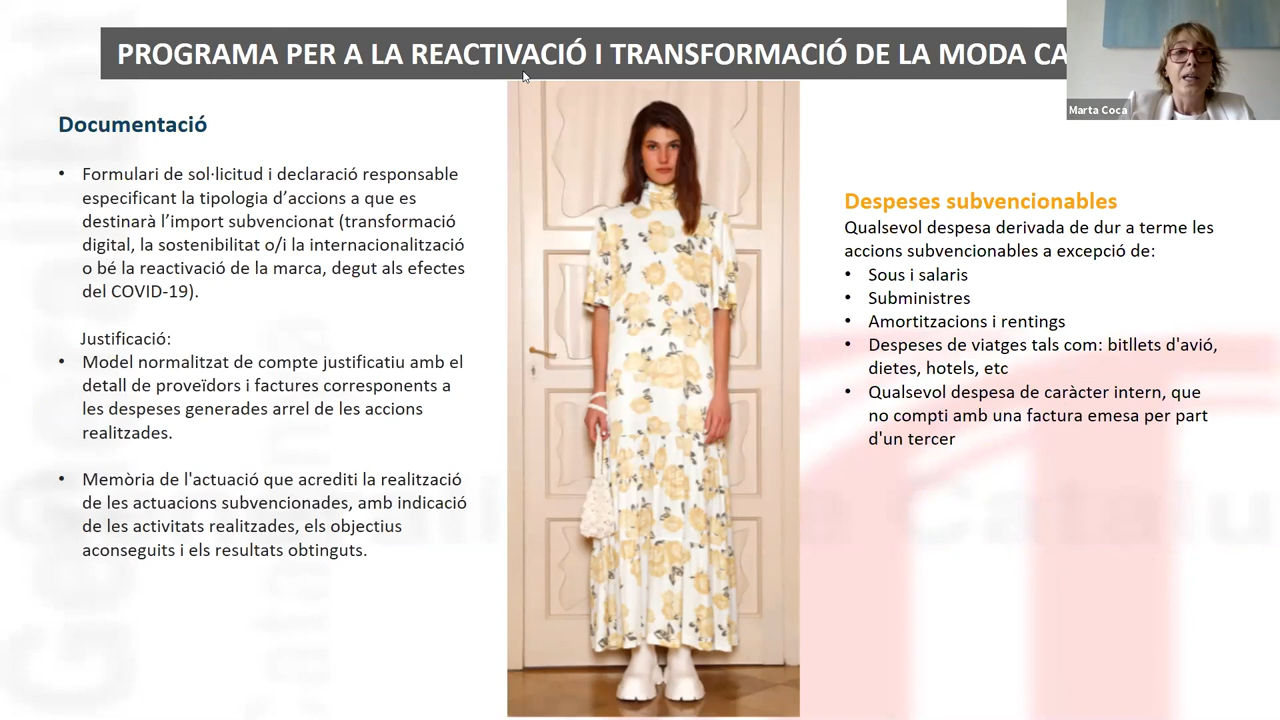 PROGRAMA PER A LA REACTIVACIÓ I TRANSFORMACIÓ DE LA MODA
Marta Coca
Documentació
• Formulari de sol·licitud i declaració responsable
especificant la tipologia d’accions a que es
destinarà l’import subvencionat (transformació
digital, la sostenibilitat o/i la internacionalització
o bé la reactivació de la marca, degut als efectes
del COVID-19).
Justificació:
• Model normalitzat de compte justificatiu amb el
detall de proveïdors i factures corresponents a
les despeses generades arrel de les accions
realitzades.
• Memòria de l'actuació que acrediti la realització
de les actuacions subvencionades, amb indicació
de les activitats realitzades, els objectius
aconseguits i els resultats obtinguts.
Despeses subvencionables
Qualsevol despesa derivada de dur a terme les
accions subvencionables a excepció de:
• Sous i salaris
• Subministres
• Amortitzacions i rentings
• Despeses de viatges tals com: bitllets d'avió,
dietes, hotels, etc
• Qualsevol despesa de caràcter intern, que
no compti amb una factura emesa per part
d'un tercer